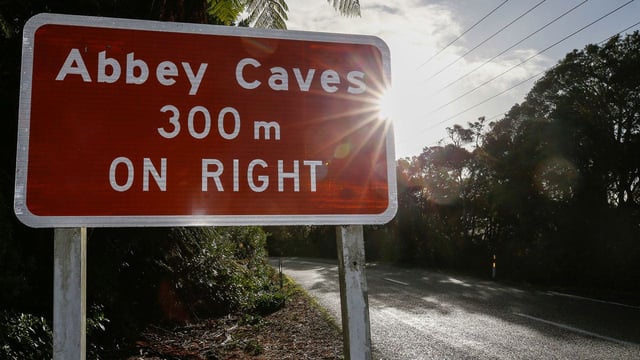 Abbey Caves
300 m
ON RIGHT